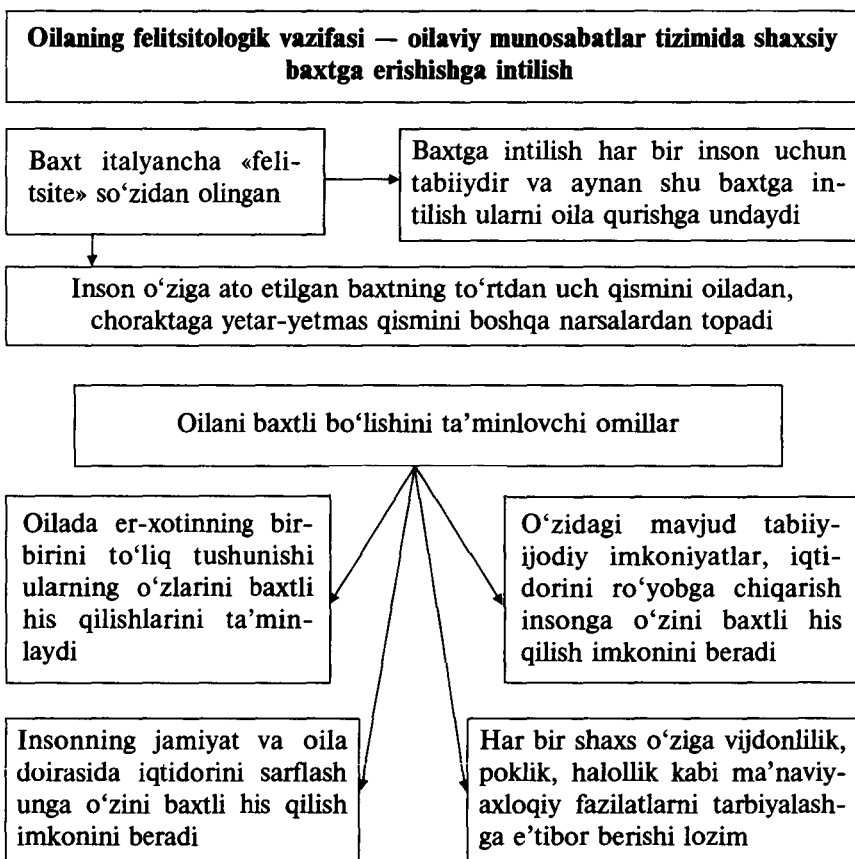 Oilaning felitsitologik vazifasi — oilaviy munosabatlar tizimida shaxsiy
baxtga erishishga intilish
Baxt italyancha «feli-
tsite» so‘zidan olingan
Baxtga intilish har bir inson uchun
tabiiydir va aynan shu baxtga in-
tilish ularni oila qurishga undaydi
Inson o‘ziga ato etilgan baxtning to‘rtdan uch qismini oiladan,
choraktaga yetar-yetmas qismini boshqa narsalardan topadi
Oilani baxtli bo‘lishini ta’minlovchi omillar
Oilada er-xotinning bir-
birini to‘liq tushunishi
ularning o‘zlarini baxtli
his qilishlarini ta’min-
laydi
O‘zidagi mavjud tabiiy-
ijodiy imkoniyatlar, iqti-
dorini ro‘yobga chiqarish
insonga o‘zini baxtli his
qilish imkonini beradi
Insonning jamiyat va oila
doirasida iqtidorini sarflash
unga o‘zini baxtli his qilish
imkonini beradi
Har bir shaxs o‘ziga vijdonlilik,
poklik, halollik kabi ma’naviy-
axloqiy fazilatlarni tarbiyalash-
ga e’tibor berishi lozim